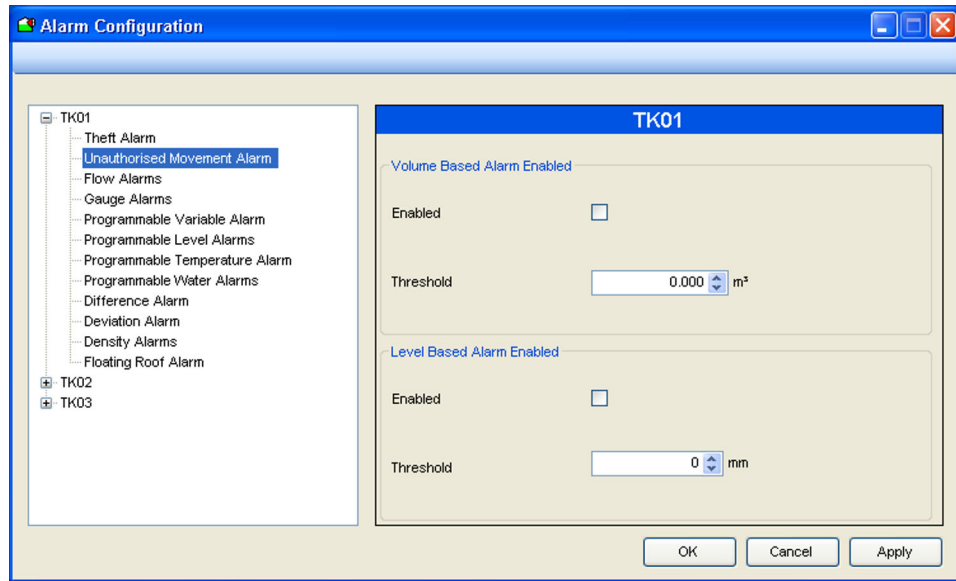 Alarm Configuration
TK01
Theft Alarm
Unauthorised Movement Alarm
Flow Alarms
Gauge Alarms
Programmable Variable Alarm
Programmable Level Alarms
Programmable Temperature Alarm
Programmable Water Alarms
Difference Alarm
Deviation Alarm
Density Alarms
Floating Roof Alarm
TK02
TK03
TK01
Volume Based Alarm Enabled
Enabled
Threshold 0.000 m³
Level Based Alarm Enabled
Enabled
Threshold 0 mm
OK Cancel Apply